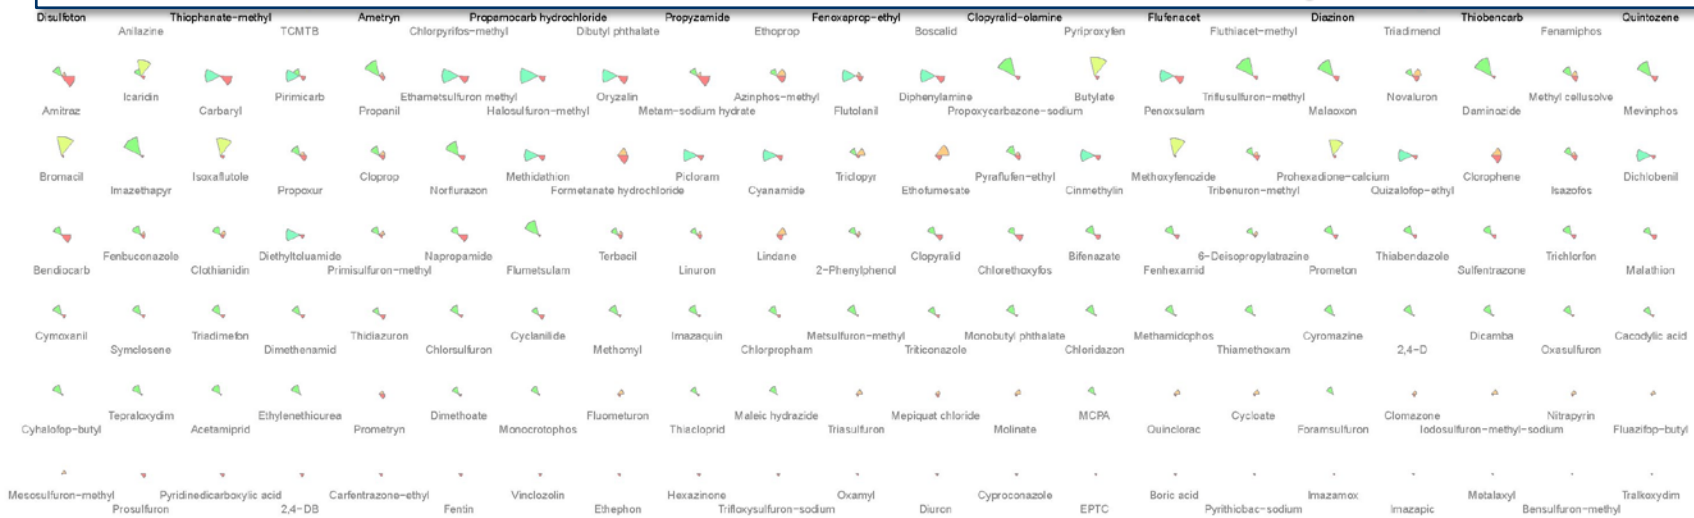 Disulfoton Thiophanate-methyl Ametryn Propamocarb hydrochloride Propyzamide Fenoxaprop-ethyl Clopyralid-olamine Flufenacet Diazinon Thiobencarb Quintozene
Anilazine TCMTB Chlorpyrifos-methyl Dibutyl phthalate Ethoprop Boscalid Pyriproxyfen Fluthiacet-methyl Triadimenol Fenamiphos
Icaridin Pirimicarb Ethametsulfuron methyl Oryzalin Azinphos-methyl Diphenylamine Butylate Triflusulfuron-methyl Novaluron Methyl cellusolve
Amitraz Carbaryl Propanil Halosulfuron-methyl Metam-sodium hydrate Flutolanil Propoxycarbazone-sodium Penoxsulam Malaoxon Daminozide Mevinphos
Bromacil Isoxaflutole Cloprop Methidathion Picloram Triclopyr Pyraflufen-ethyl Methoxyfenozide Prohexadione-calcium Clorophene Dichlobenil
Imazethapyr Propoxur Norflurazon Formetanate hydrochloride Cyanamide Ethofumesate Cinmethylin Tribenuron-methyl Quizalofop-ethyl Isazofos
Fenbuconazole Diethyltoluamide Napropamide Terbacil Lindane Clopyralid Bifenazate 6-Deisopropylatrazine Thiabendazole Trichlorfon
Bendiocarb Clothianidin Primisulfuron-methyl Flumetsulam Linuron 2-Phenylphenol Chlorethoxyfos Fenhexamid Prometon Sulfentrazone Malathion
Cymoxanil Triadimefon Thidiazuron Cyclanilide Imazaquin Metsulfuron-methyl Monobutyl phthalate Methamidophos Cyromazine Dicamba Cacodylic acid
Symclosene Dimethenamid Chlorsulfuron Methomyl Chlorpropham Triticonazole Chloridazon Thiamethoxam 2,4-D Oxasulfuron
Tepraloxydim Ethylenethiourea Dimethoate Fluometuron Maleic hydrazide Mepiquat chloride MCPA Cycloate Clomazone Nitrapyrin
Cyhalofop-butyl Acetamiprid Prometryn Monocrotophos Thiacloprid Triasulfuron Molinate Quinclorac Foramsulfuron Iodosulfuron-methyl-sodium Fluazifop-butyl
Mesosulfuron-methyl Pyridinedicarboxylic acid Carfentrazone-ethyl Vinclozolin Hexazinone Oxamyl Cyproconazole Boric acid Imazamox Metalaxyl Tralkoxydim
Prosulfuron 2,4-DB Fentin Ethephon Trifloxysulfuron-sodium Diuron EPTC Pyrithiobac-sodium Imazapic Bensulfuron-methyl